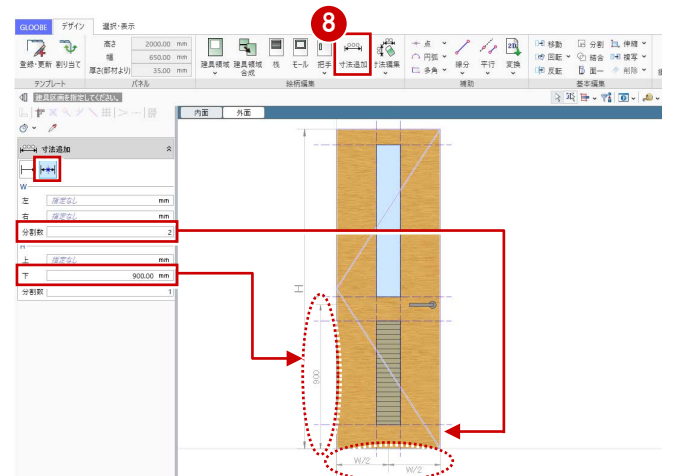 8
GLOOBE デザイン 選択・表示
登録・更新 割り当て
高さ 2000.00 mm
幅 650.00 mm
厚さ(部材より) 35.00 mm
建具領域 建具領域合成 桟 モール 把手 寸法追加 寸法編集
点 円弧 多角 線分 平行 変換
移動 分割 伸縮
回転 結合 複写
反転 面一 削除
テンプレート パネル 絵柄編集 補助 基本編集
建具区画を指定してください。
内面 外面
寸法追加
W
左 指定なし mm
右 指定なし mm
分割数 2
H
上 指定なし mm
下 900.00 mm
分割数 1
H
900
W/2 W/2